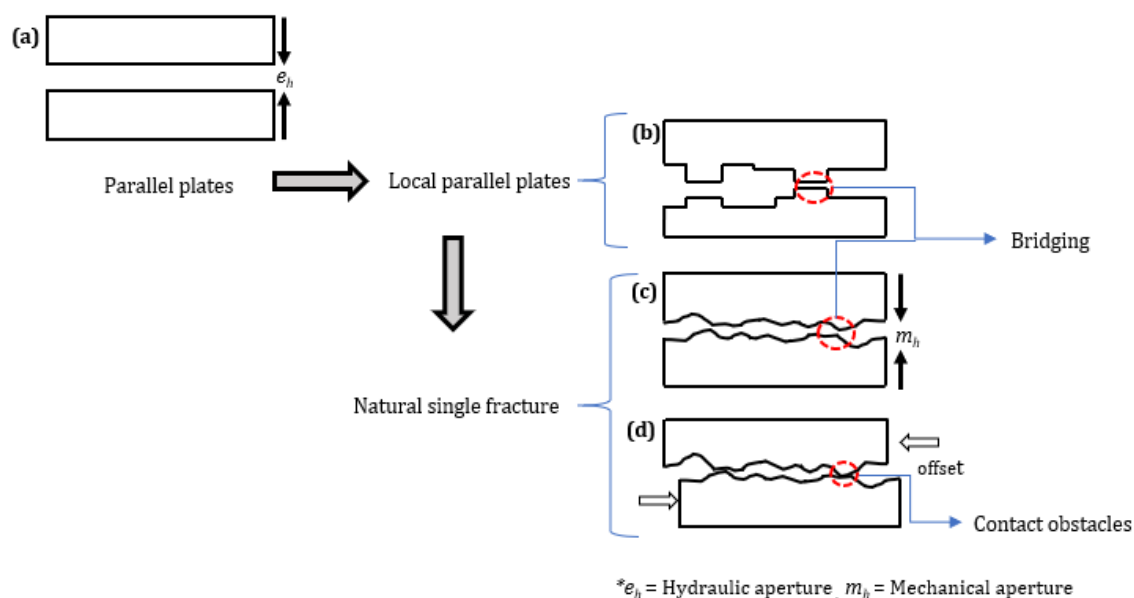 (a)
eh
Parallel plates
Local parallel plates
(b)
Bridging
(c)
mh
Natural single fracture
(d)
offset
Contact obstacles
*eh = Hydraulic aperture, mh = Mechanical aperture